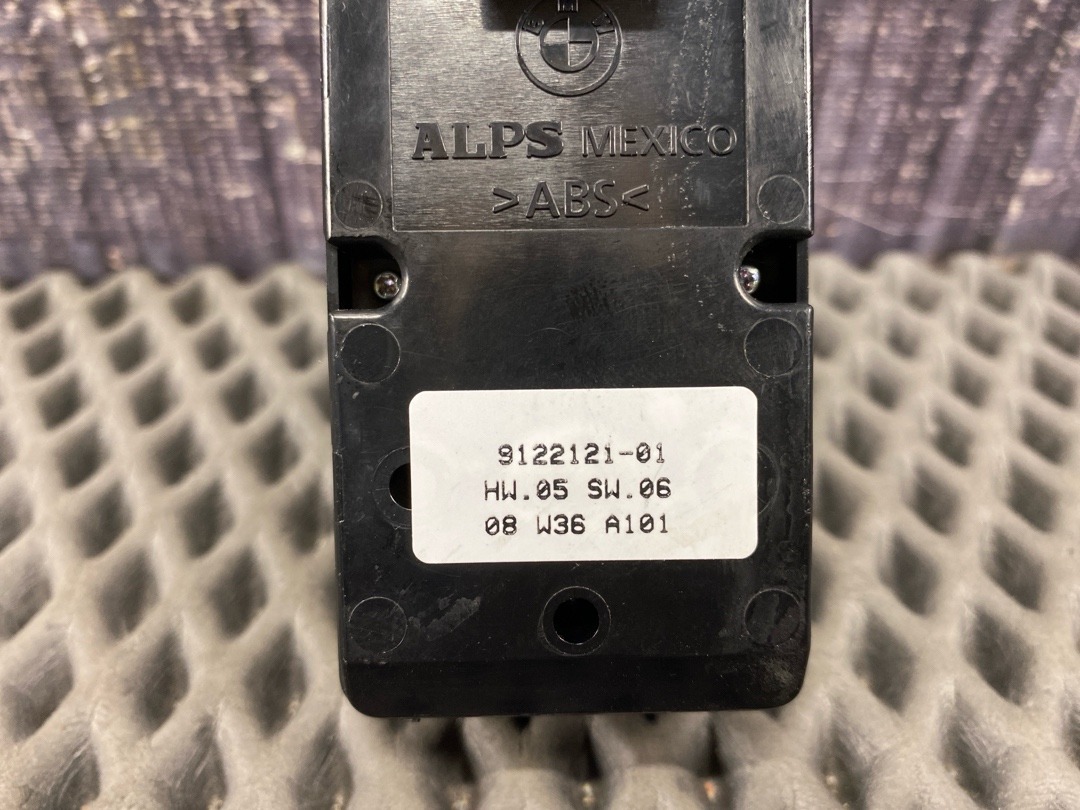 ALPS MEXICO
>ABS<
9122121-01
HW.05 SW.06
08 W36 A101